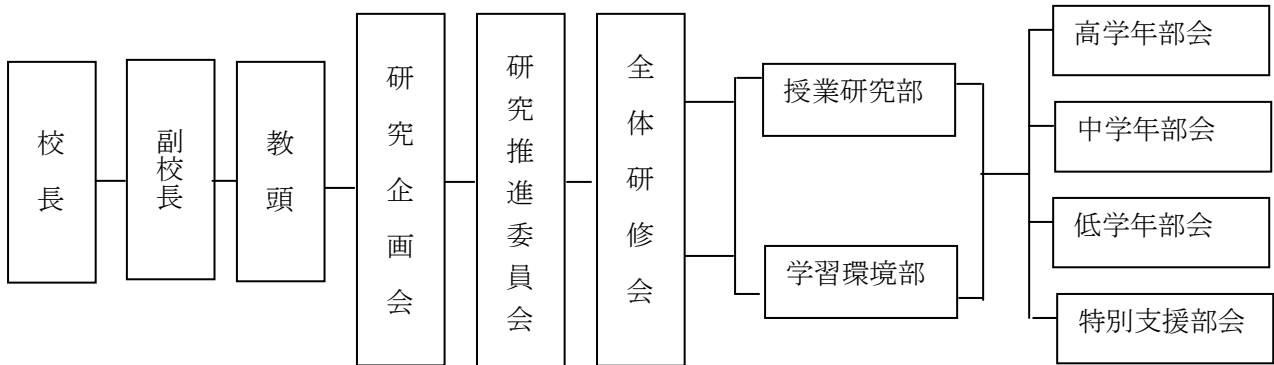 校長
副校長
教頭
研究企画会
研究推進委員会
全体研修会
授業研究部
学習環境部
高学年部会
中学年部会
低学年部会
特別支援部会